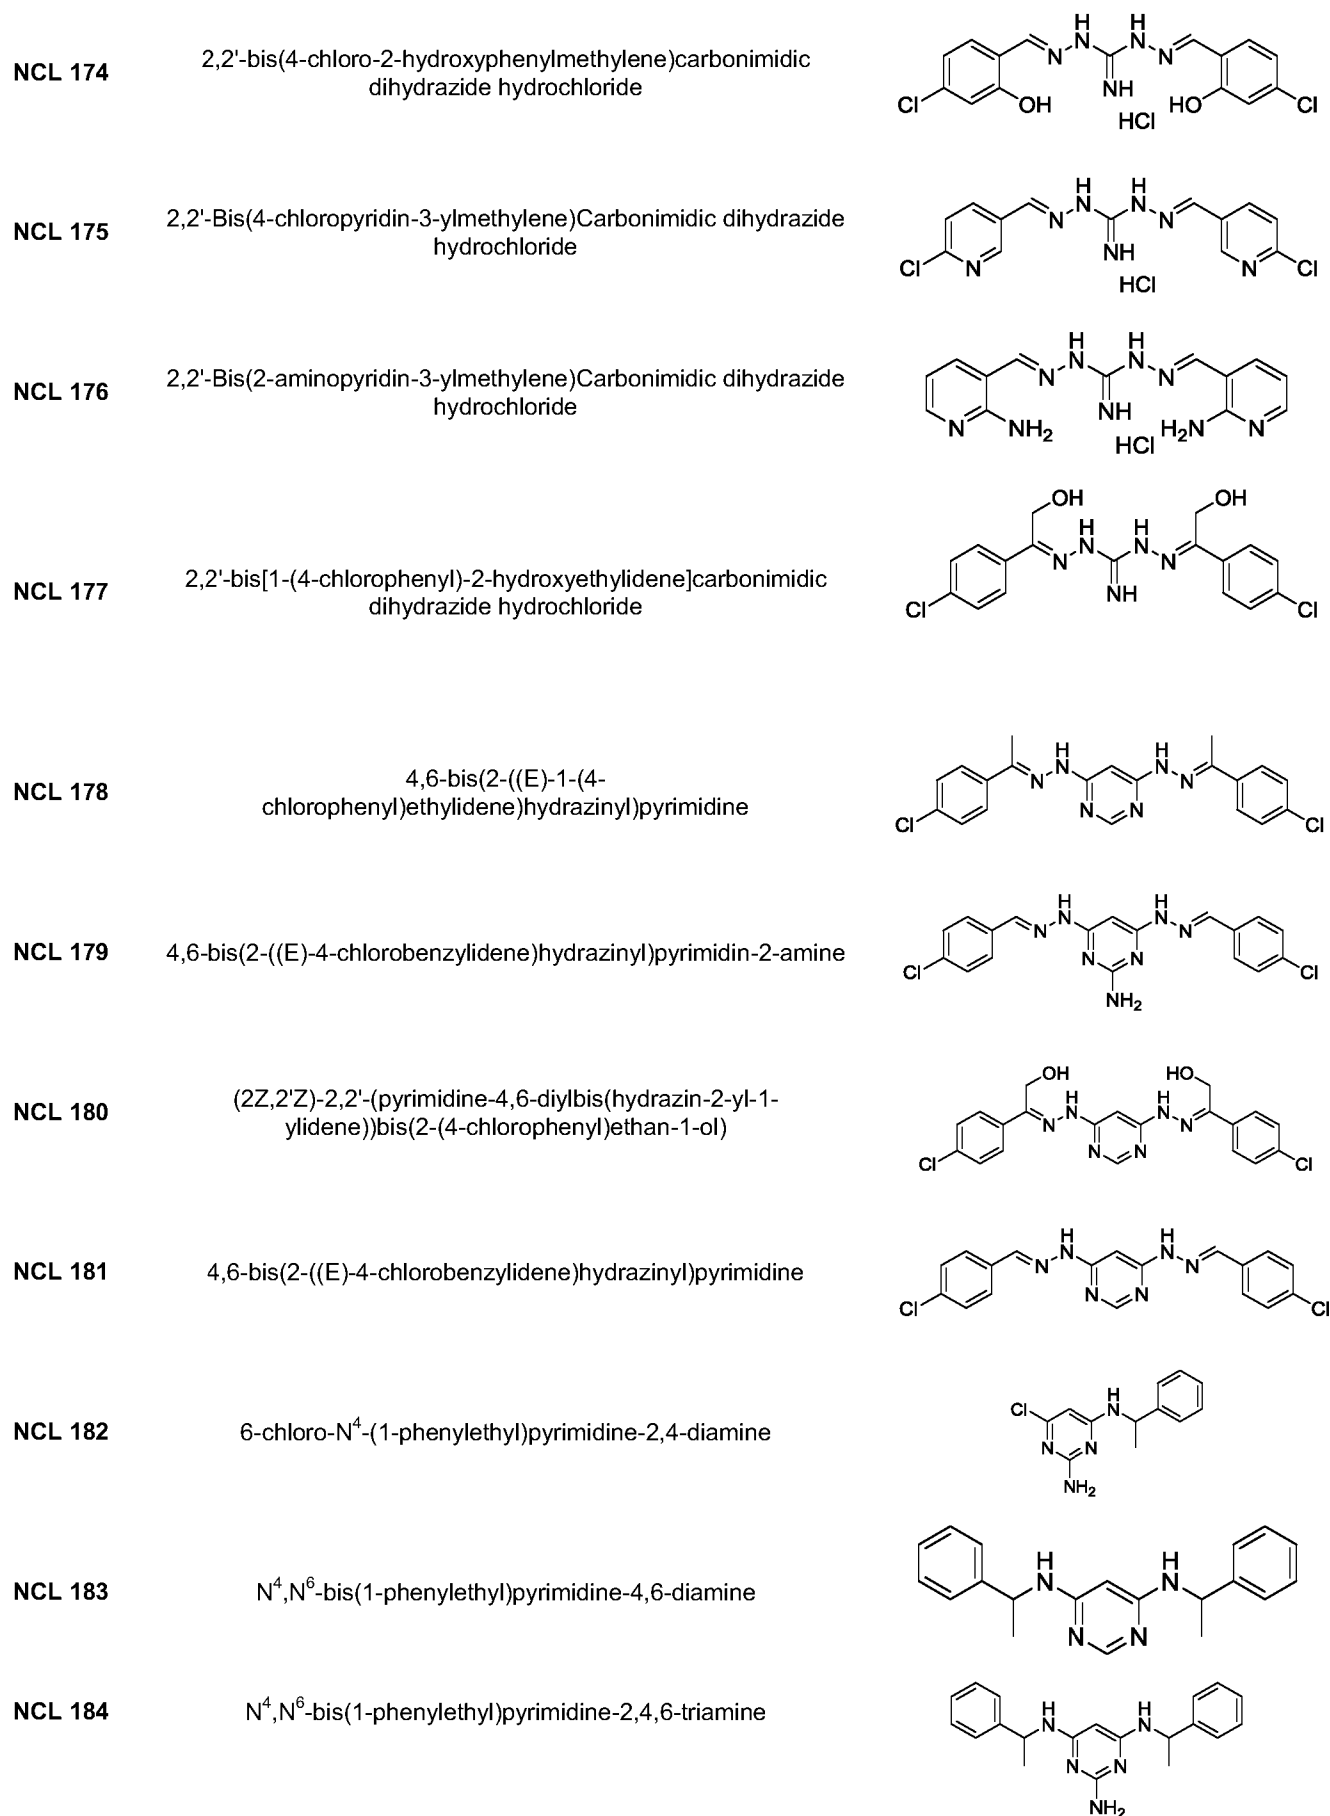 NCL 174
2,2'-bis(4-chloro-2-hydroxyphenylmethylene)carbonimidic
dihydrazide hydrochloride
H H
N N N N
Cl OH NH HO Cl
HCl
NCL 175
2,2'-Bis(4-chloropyridin-3-ylmethylene)Carbonimidic dihydrazide
hydrochloride
H H
N N N N
Cl N NH N Cl
HCl
NCL 176
2,2'-Bis(2-aminopyridin-3-ylmethylene)Carbonimidic dihydrazide
hydrochloride
H H
N N N N
NH
N NH2 HCl H2N N
NCL 177
2,2'-bis[1-(4-chlorophenyl)-2-hydroxyethylidene]carbonimidic
dihydrazide hydrochloride
OH OH
H H
N N N N
Cl NH Cl
NCL 178
4,6-bis(2-((E)-1-(4-
chlorophenyl)ethylidene)hydrazinyl)pyrimidine
H H
N N N N
Cl N N Cl
NCL 179
4,6-bis(2-((E)-4-chlorobenzylidene)hydrazinyl)pyrimidin-2-amine
H H
N N N N
Cl N N Cl
NH2
NCL 180
(2Z,2'Z)-2,2'-(pyrimidine-4,6-diylbis(hydrazin-2-yl-1-
ylidene))bis(2-(4-chlorophenyl)ethan-1-ol)
OH HO
H H
N N N N
Cl N N Cl
NCL 181
4,6-bis(2-((E)-4-chlorobenzylidene)hydrazinyl)pyrimidine
H H
N N N N
Cl N N Cl
NCL 182
6-chloro-N4-(1-phenylethyl)pyrimidine-2,4-diamine
H
Cl N
N N
NH2
NCL 183
N4,N6-bis(1-phenylethyl)pyrimidine-4,6-diamine
H H
N N
N N
NCL 184
N4,N6-bis(1-phenylethyl)pyrimidine-2,4,6-triamine
H H
N N
N N
NH2